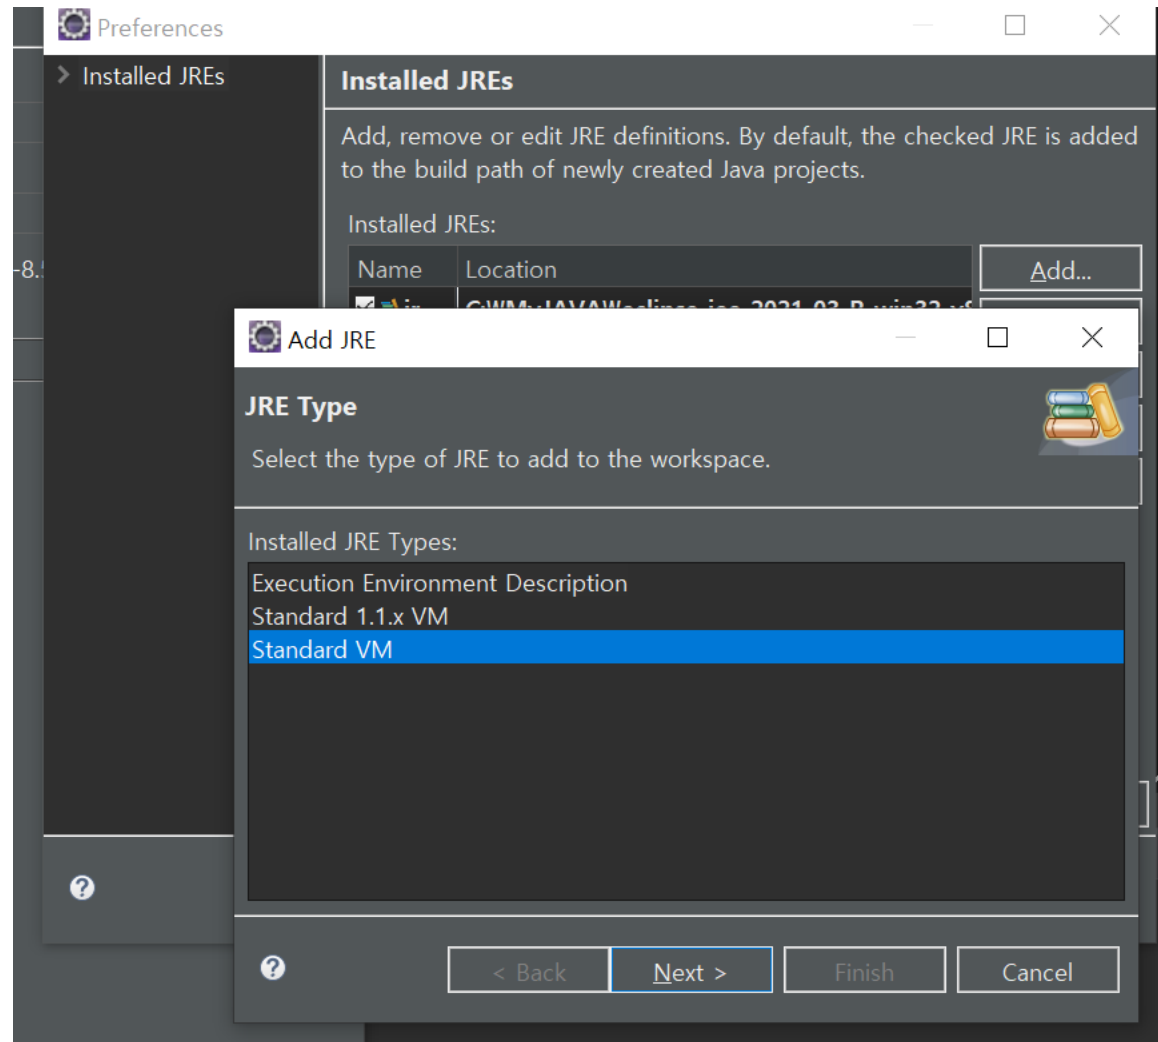 Preferences
Installed JREs
Installed JREs
Add, remove or edit JRE definitions. By default, the checked JRE is added
to the build path of newly created Java projects.
Installed JREs:
Name Location
Add...
-8.
Add JRE
JRE Type
Select the type of JRE to add to the workspace.
Installed JRE Types:
Execution Environment Description
Standard 1.1.x VM
Standard VM
< Back Next > Finish Cancel